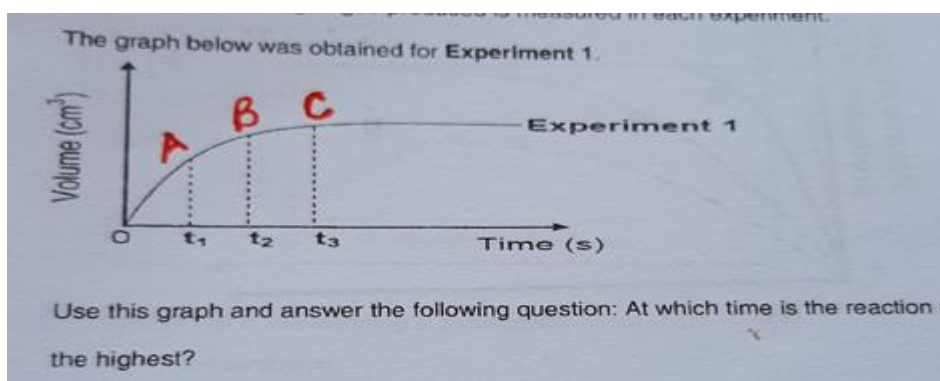 The graph below was obtained for Experiment 1.
A B C
Volume (cm³)
Experiment 1
O t₁ t₂ t₃ Time (s)
Use this graph and answer the following question: At which time is the reaction
the highest?